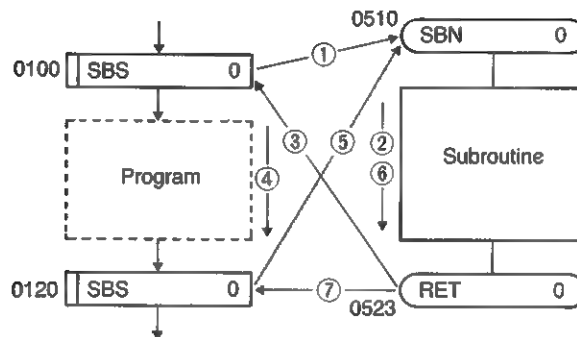 0510
SBN 0
0100
SBS 0
①
③
⑤
②
Program
④
⑥
Subroutine
0120
SBS 0
⑦
0523
RET 0